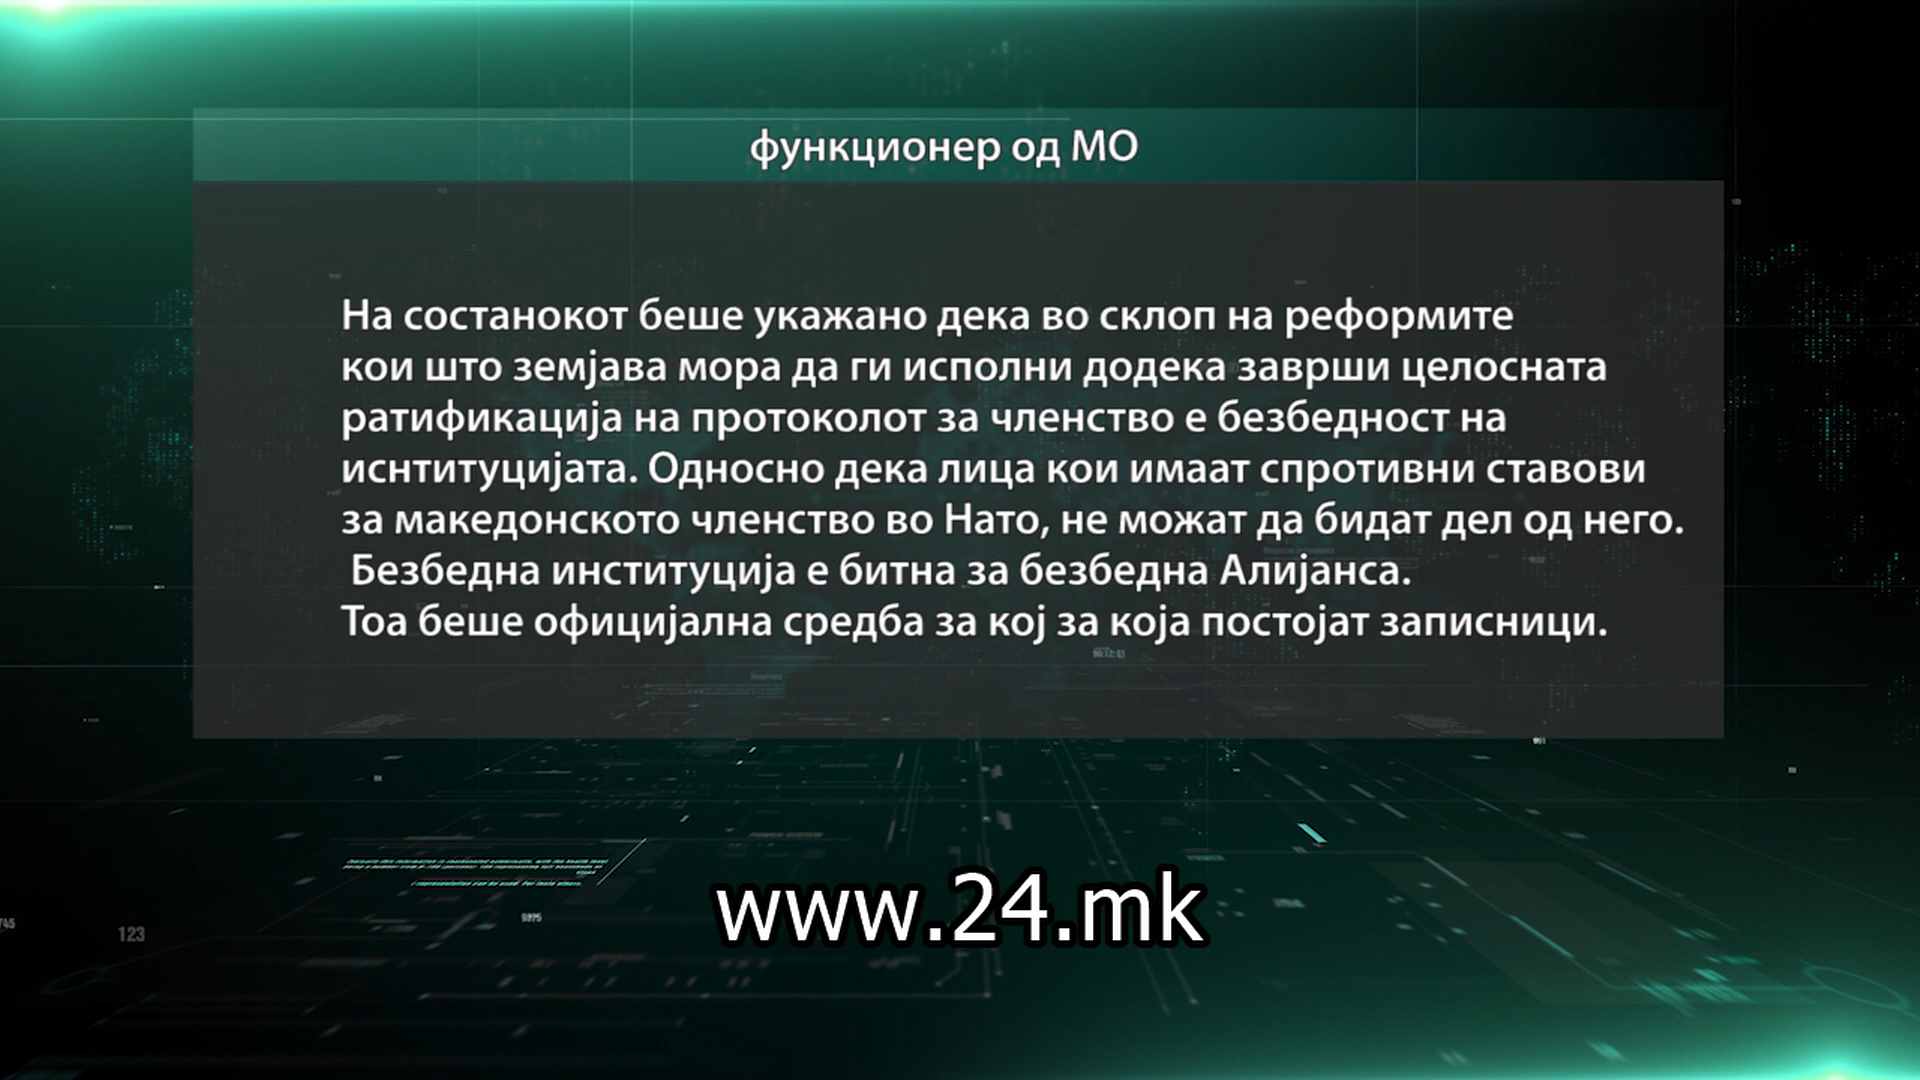 функционер од МО
На состанокот беше укажано дека во склоп на реформите
кои што земјава мора да ги исполни додека заврши целосната
ратификација на протоколот за членство е безбедност на
иснтитуцијата. Односно дека лица кои имаат спротивни ставови
за македонското членство во Нато, не можат да бидат дел од него.
Безбедна институција е битна за безбедна Алијанса.
Тоа беше официјална средба за кој за која постојат записници.
www.24.mk
123